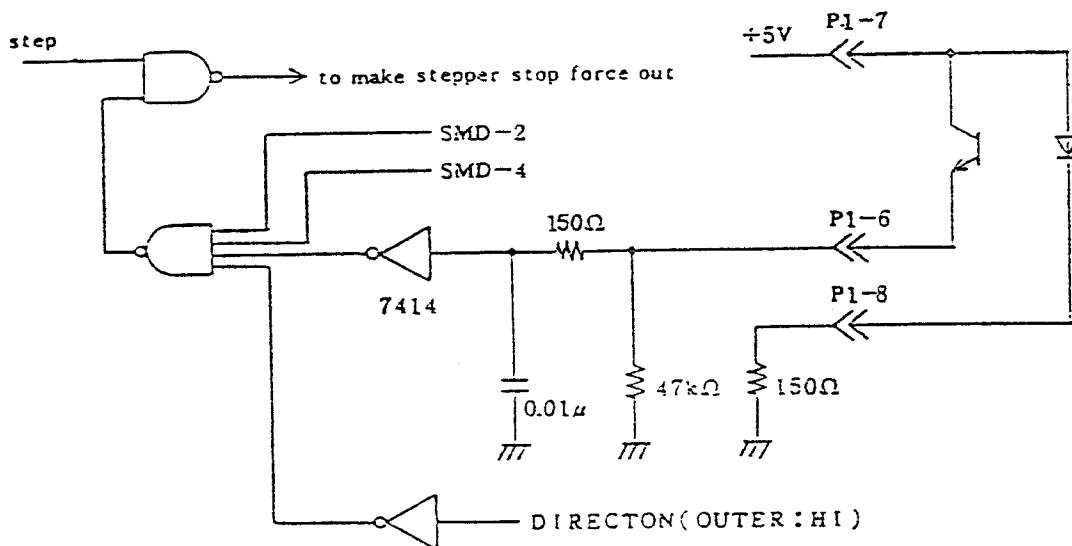 step
to make stepper stop force out
+5V
P1-7
SMD-2
SMD-4
150Ω
P1-6
7414
P1-8
0.01μ
47kΩ
150Ω
DIRECTON(OUTER:HI)